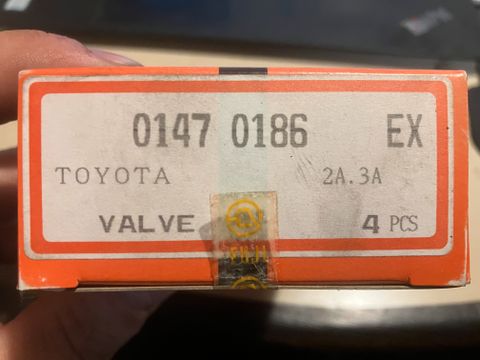 0147 0186 EX
TOYOTA 2A.3A
VALVE 4 PCS